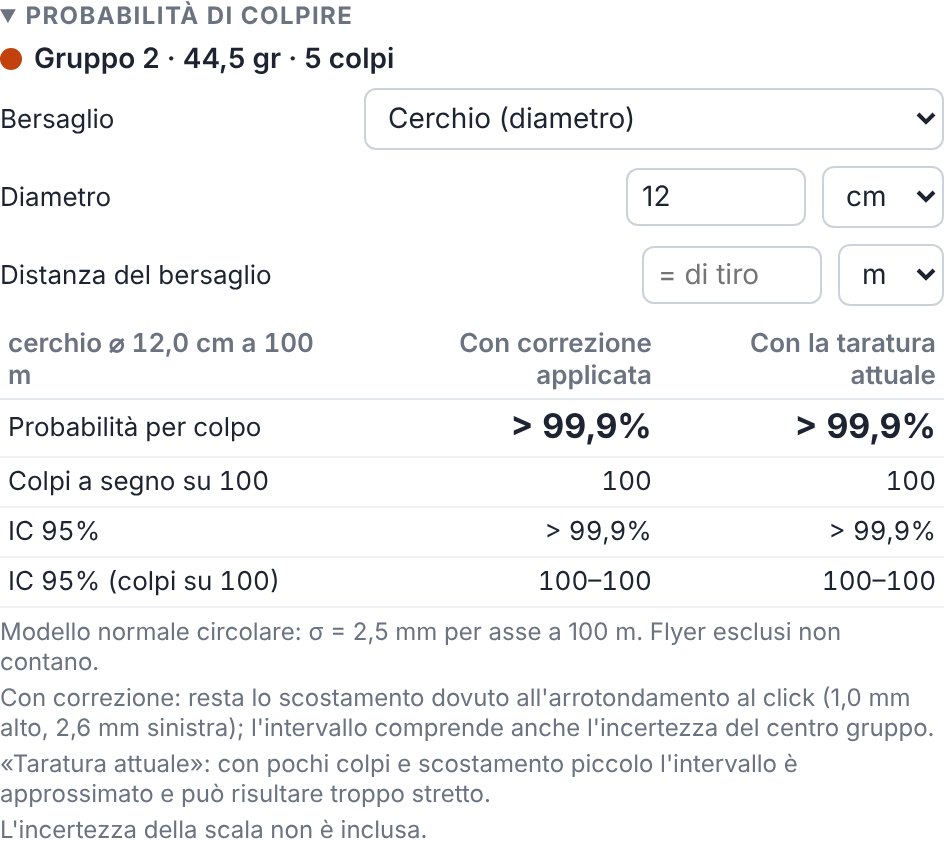 ▼ PROBABILITÀ DI COLPIRE
Gruppo 2 · 44,5 gr · 5 colpi
Bersaglio Cerchio (diametro)
Diametro 12 cm
Distanza del bersaglio = di tiro m
cerchio ⌀ 12,0 cm a 100 m Con correzione applicata Con la taratura attuale
Probabilità per colpo > 99,9% > 99,9%
Colpi a segno su 100 100 100
IC 95% > 99,9% > 99,9%
IC 95% (colpi su 100) 100–100 100–100
Modello normale circolare: σ = 2,5 mm per asse a 100 m. Flyer esclusi non
contano.
Con correzione: resta lo scostamento dovuto all'arrotondamento al click (1,0 mm
alto, 2,6 mm sinistra); l'intervallo comprende anche l'incertezza del centro gruppo.
«Taratura attuale»: con pochi colpi e scostamento piccolo l'intervallo è
approssimato e può risultare troppo stretto.
L'incertezza della scala non è inclusa.